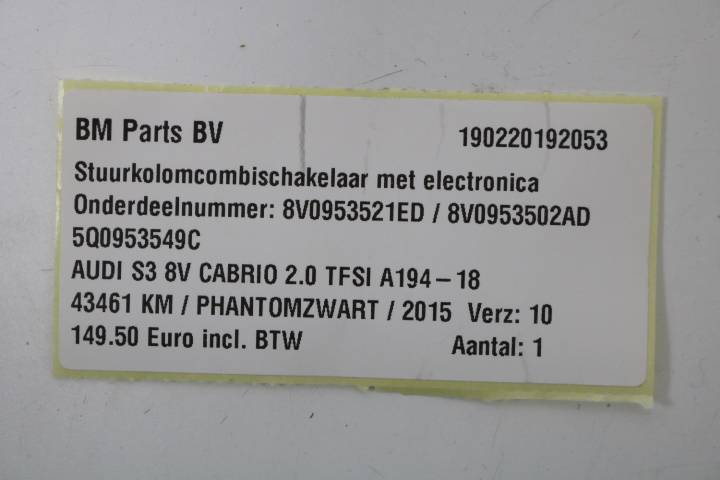 BM Parts BV 190220192053
Stuurkolomcombischakelaar met electronica
Onderdeelnummer: 8V0953521ED / 8V0953502AD
5Q0953549C
AUDI S3 8V CABRIO 2.0 TFSI A194-18
43461 KM / PHANTOMZWART / 2015 Verz: 10
149.50 Euro incl. BTW Aantal: 1